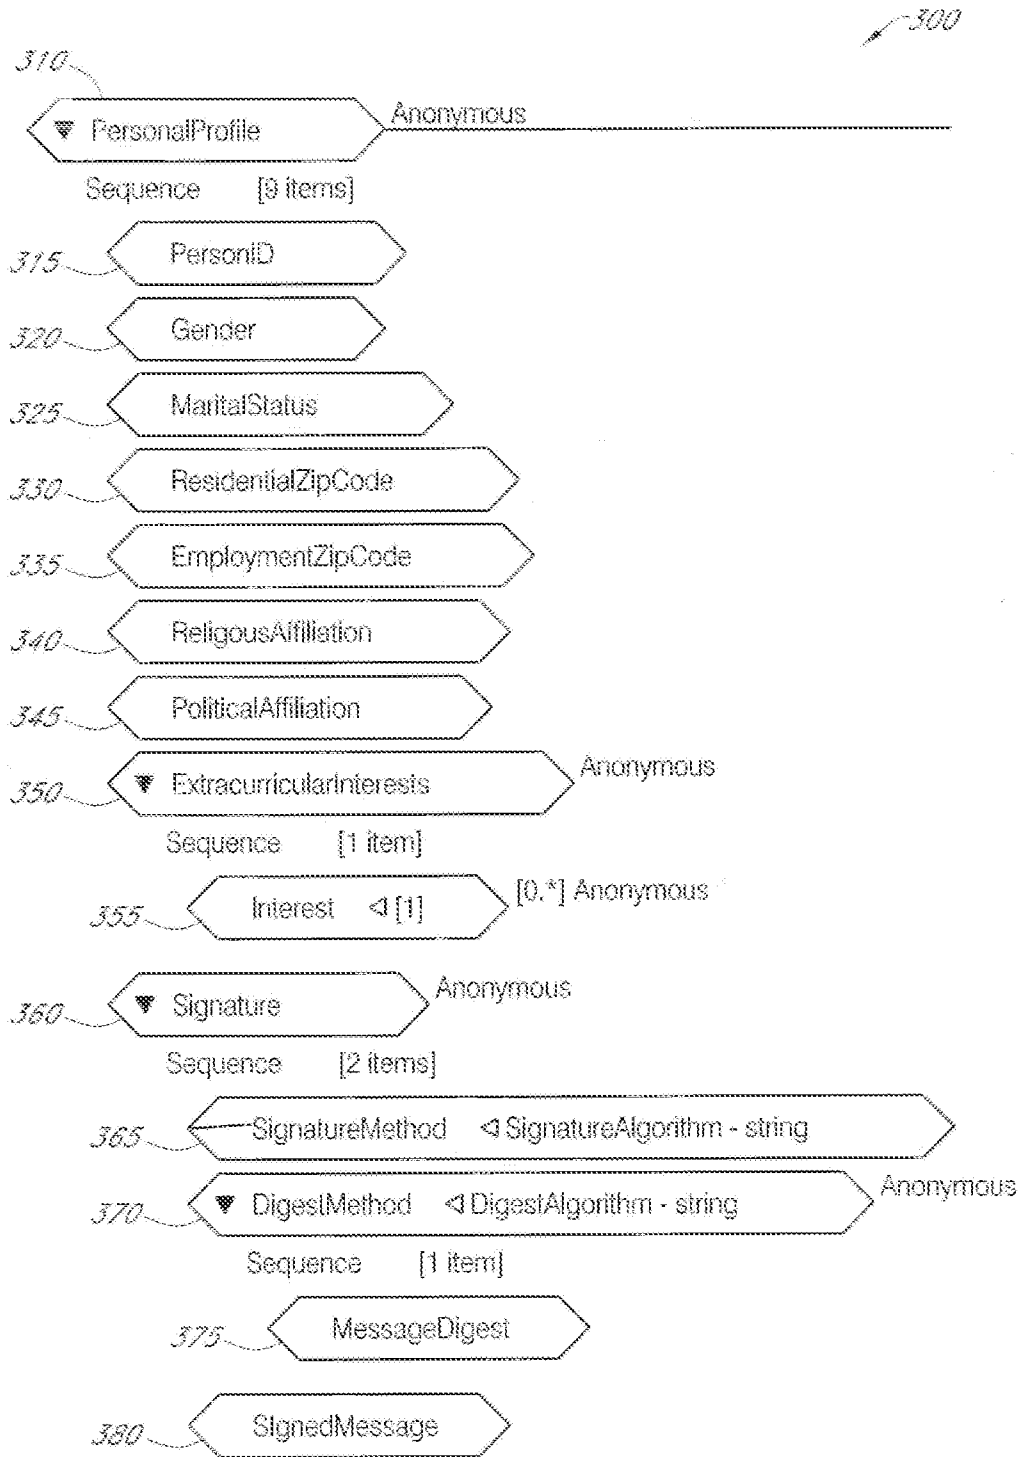 300
310
PersonalProfile Anonymous
Sequence [9 items]
315 PersonID
320 Gender
325 MaritalStatus
330 ResidentialZipCode
335 EmploymentZipCode
340 ReligousAffiliation
345 PoliticalAffiliation
350 ExtracurricularInterests Anonymous
Sequence [1 item]
355 Interest ◁ [1] [0.*] Anonymous
360 Signature Anonymous
Sequence [2 items]
365 SignatureMethod ◁ SignatureAlgorithm - string
370 DigestMethod ◁ DigestAlgorithm - string Anonymous
Sequence [1 item]
375 MessageDigest
380 SIgnedMessage